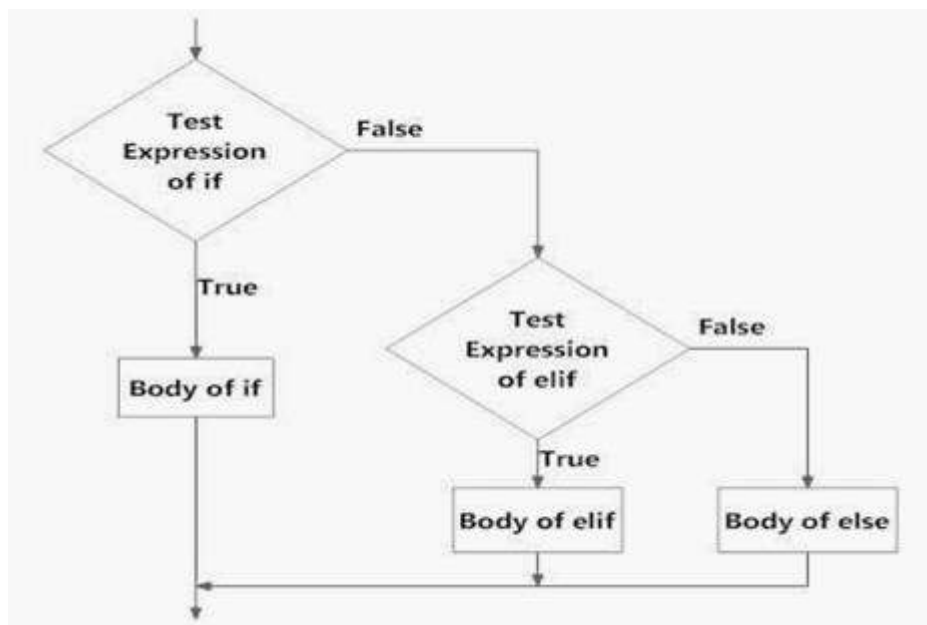 Test
Expression
of if
False
True
Body of if
Test
Expression
of elif
False
True
Body of elif
Body of else